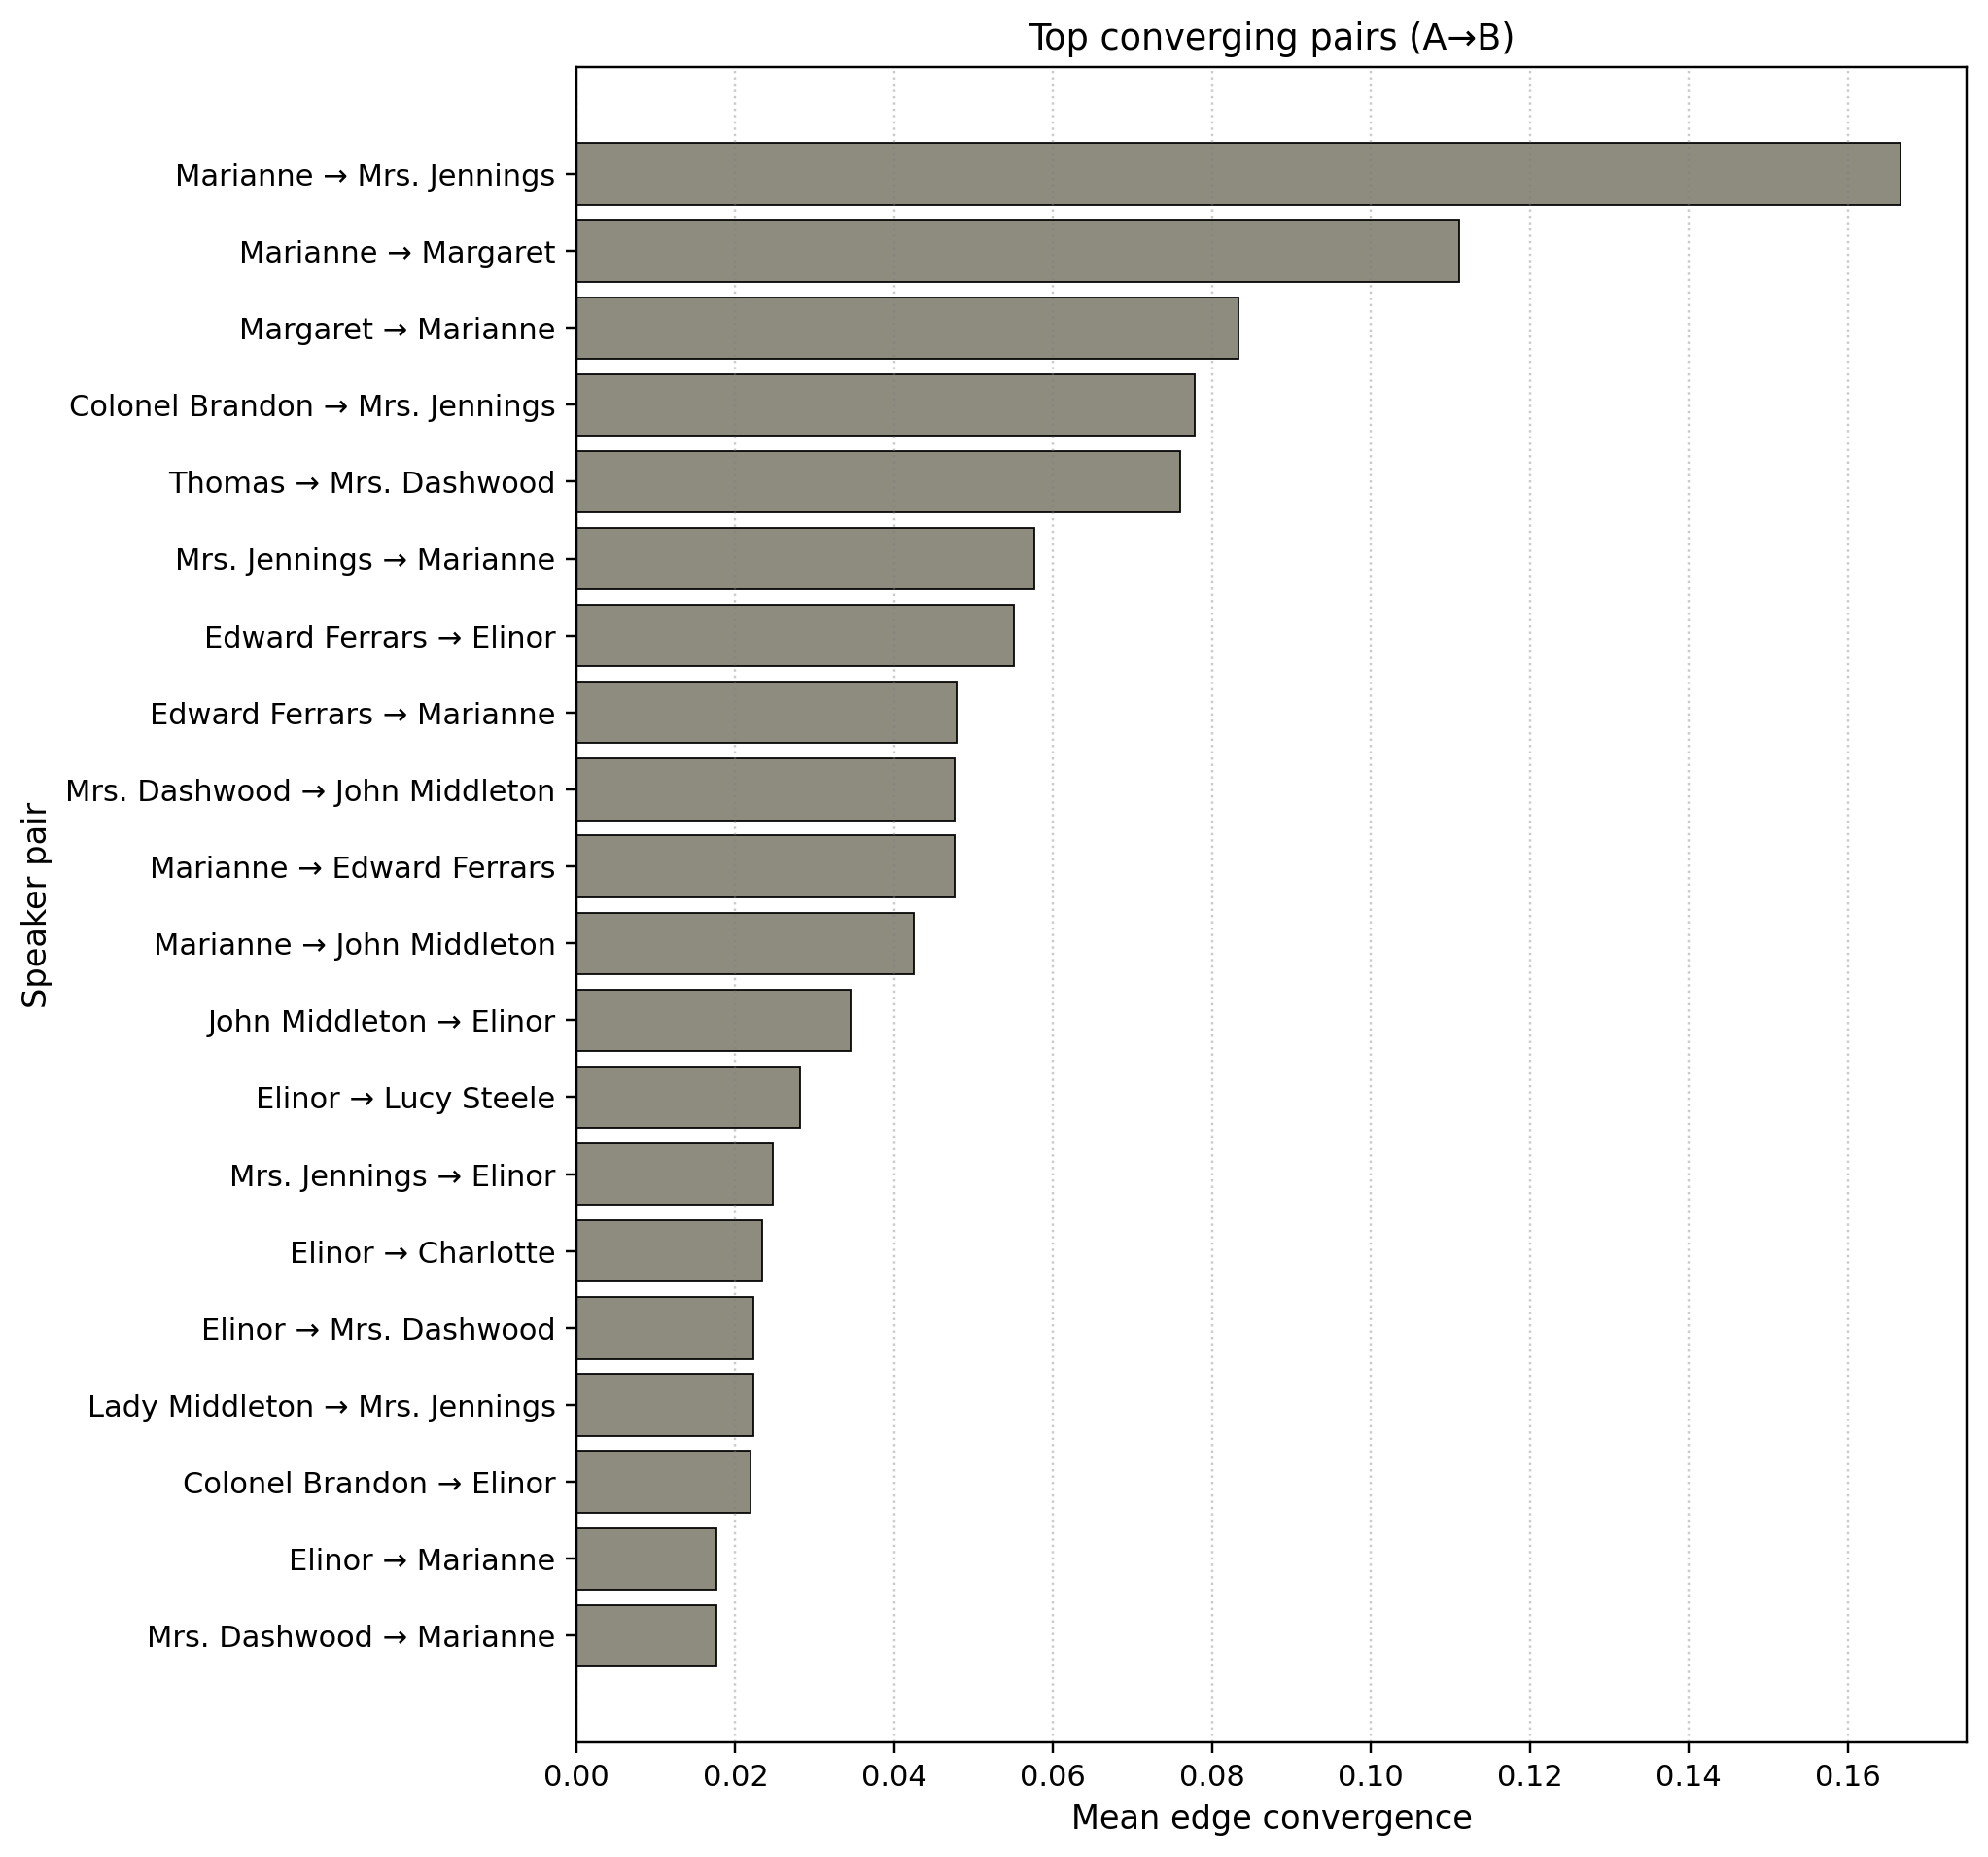 Top converging pairs (A→B)
Marianne → Mrs. Jennings
Marianne → Margaret
Margaret → Marianne
Colonel Brandon → Mrs. Jennings
Thomas → Mrs. Dashwood
Mrs. Jennings → Marianne
Edward Ferrars → Elinor
Edward Ferrars → Marianne
Mrs. Dashwood → John Middleton
Marianne → Edward Ferrars
Marianne → John Middleton
John Middleton → Elinor
Elinor → Lucy Steele
Mrs. Jennings → Elinor
Elinor → Charlotte
Elinor → Mrs. Dashwood
Lady Middleton → Mrs. Jennings
Colonel Brandon → Elinor
Elinor → Marianne
Mrs. Dashwood → Marianne
Speaker pair
0.00 0.02 0.04 0.06 0.08 0.10 0.12 0.14 0.16
Mean edge convergence